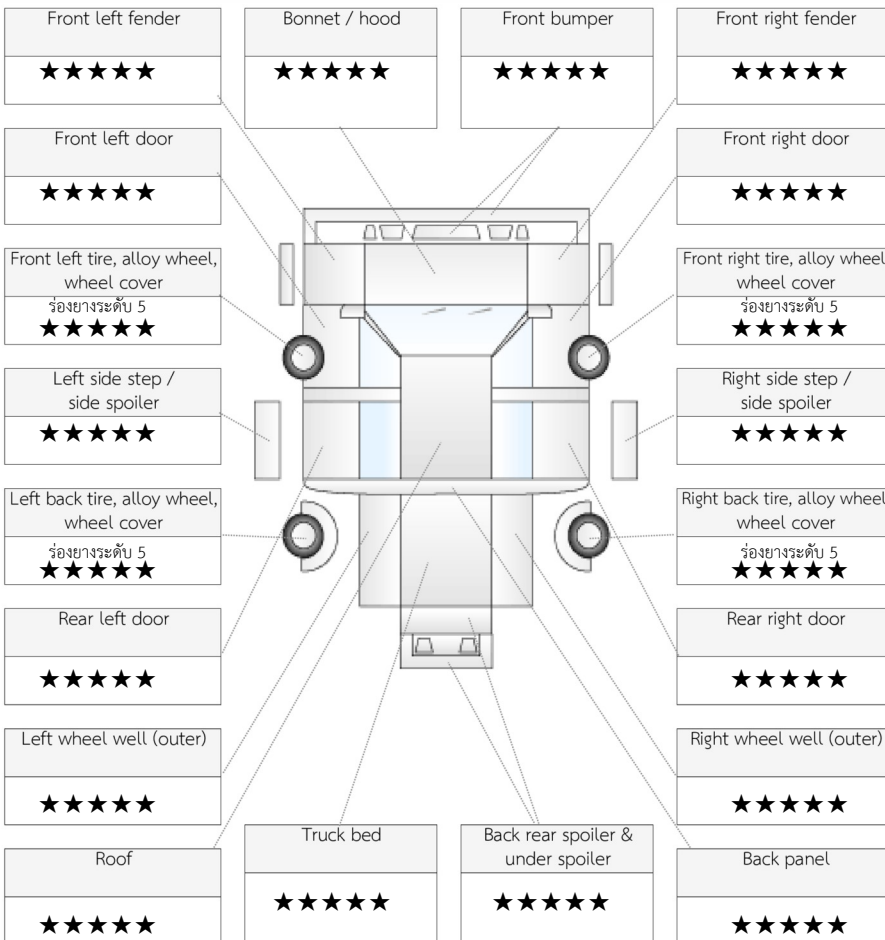 Front left fender
★★★★★
Bonnet / hood
★★★★★
Front bumper
★★★★★
Front right fender
★★★★★
Front left door
★★★★★
Front right door
★★★★★
Front left tire, alloy wheel,
wheel cover
ร่องยางระดับ 5
★★★★★
Front right tire, alloy wheel
wheel cover
ร่องยางระดับ 5
★★★★★
Left side step /
side spoiler
★★★★★
Right side step /
side spoiler
★★★★★
Left back tire, alloy wheel,
wheel cover
ร่องยางระดับ 5
★★★★★
Right back tire, alloy wheel
wheel cover
ร่องยางระดับ 5
★★★★★
Rear left door
★★★★★
Rear right door
★★★★★
Left wheel well (outer)
★★★★★
Right wheel well (outer)
★★★★★
Roof
★★★★★
Truck bed
★★★★★
Back rear spoiler &
under spoiler
★★★★★
Back panel
★★★★★